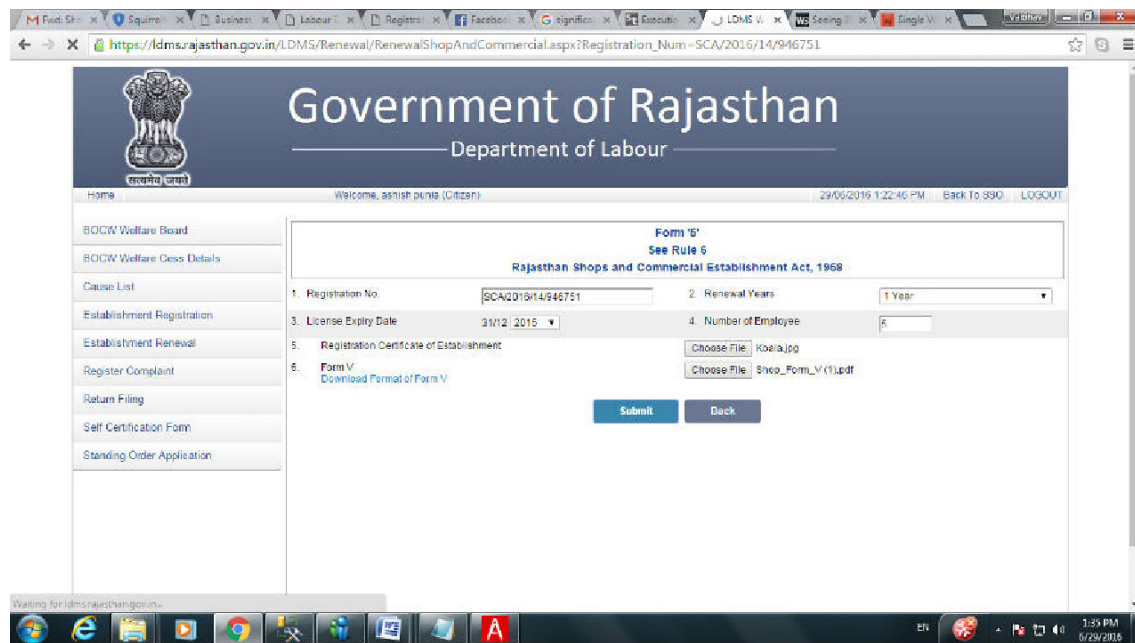 Fwd: Sh
Squirrel
Business
Labour
Registra
Faceboo
significa
Executio
LDMS V
Seeing
Single V
Vaibhav
https://ldms.rajasthan.gov.in/LDMS/Renewal/RenewalShopAndCommercial.aspx?Registration_Num=SCA/2016/14/946751
Government of Rajasthan
Department of Labour
सत्यमेव जयते
Home Welcome, ashish punia (Citizen) 29/06/2016 1:22:46 PM Back To SSO LOGOUT
BOCW Welfare Board
BOCW Welfare Cess Details
Cause List
Establishment Registration
Establishment Renewal
Register Complaint
Return Filing
Self Certification Form
Standing Order Application
Form '5'
See Rule 6
Rajasthan Shops and Commercial Establishment Act, 1958
1. Registration No. SCA/2016/14/946751 2. Renewal Years 1 Year
3. License Expiry Date 31/12 2015 4. Number of Employee 5
5. Registration Certificate of Establishment Choose File Koala.jpg
6. Form V Choose File Shop_Form_V (1).pdf
Download Format of Form V
Submit Back
Waiting for ldms.rajasthan.gov.in...
EN 1:35 PM
6/29/2016